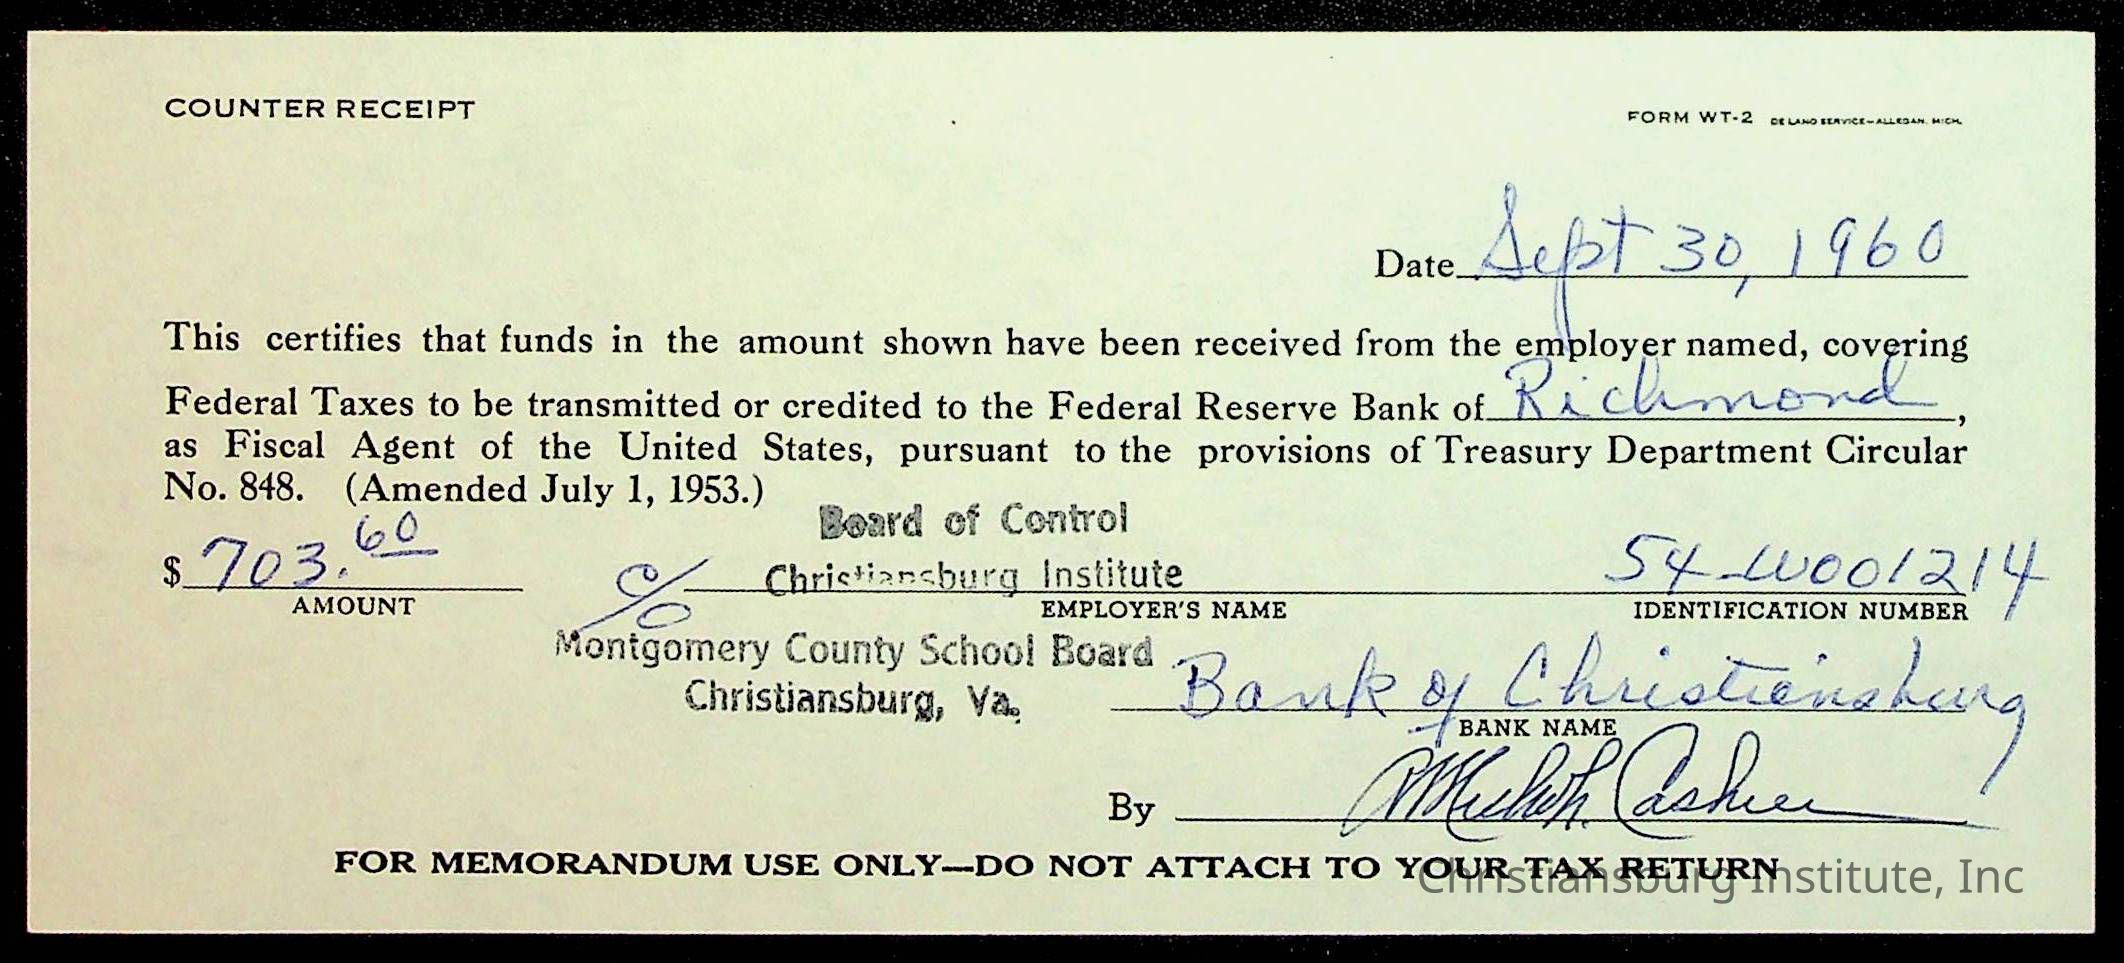 COUNTER RECEIPT
FORM WT-2 DE LANO SERVICE—ALLEGAN, MICH.
Date Sept 30, 1960
This certifies that funds in the amount shown have been received from the employer named, covering
Federal Taxes to be transmitted or credited to the Federal Reserve Bank of Richmond,
as Fiscal Agent of the United States, pursuant to the provisions of Treasury Department Circular
No. 848. (Amended July 1, 1953.)
Board of Control
$ 703.60 c/o Christiansburg Institute 54-W001214
AMOUNT EMPLOYER'S NAME IDENTIFICATION NUMBER
Montgomery County School Board
Christiansburg, Va.
Bank of Christiansburg
BANK NAME
By Cashier
FOR MEMORANDUM USE ONLY—DO NOT ATTACH TO YOUR TAX RETURN
Christiansburg Institute, Inc